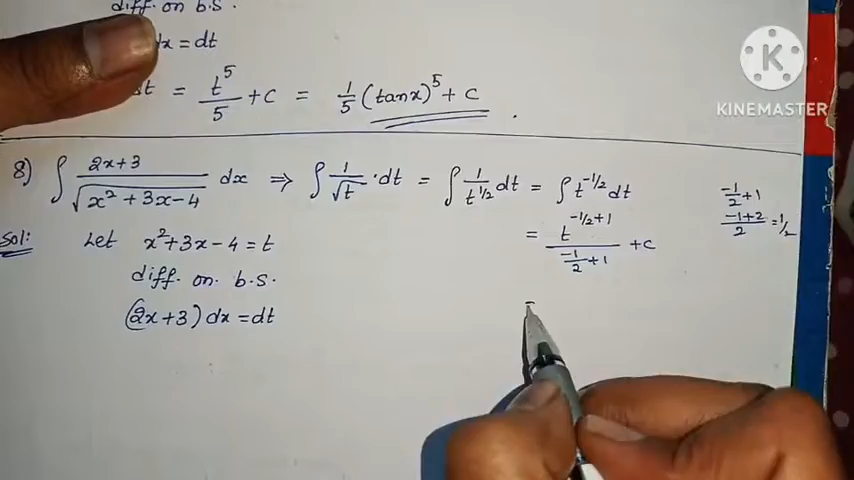 diff. on b.s.
dx = dt
dt = t^5/5 + c = 1/5 (tanx)^5 + c
KINEMASTER
8) ∫ 2x+3/√(x²+3x-4) dx ⇒ ∫ 1/√t · dt = ∫ 1/t^1/2 dt = ∫ t^-1/2 dt
-1/2 + 1
-1+2/2 = 1/2
= t^-1/2+1 / -1/2+1 + c
Sol: Let x²+3x-4 = t
diff. on b.s.
(2x+3) dx = dt
=